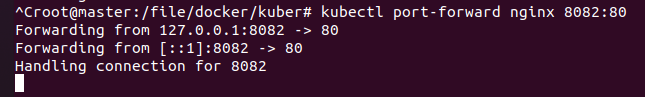 ^Croot@master:/file/docker/kuber# kubectl port-forward nginx 8082:80
Forwarding from 127.0.0.1:8082 -> 80
Forwarding from [::1]:8082 -> 80
Handling connection for 8082